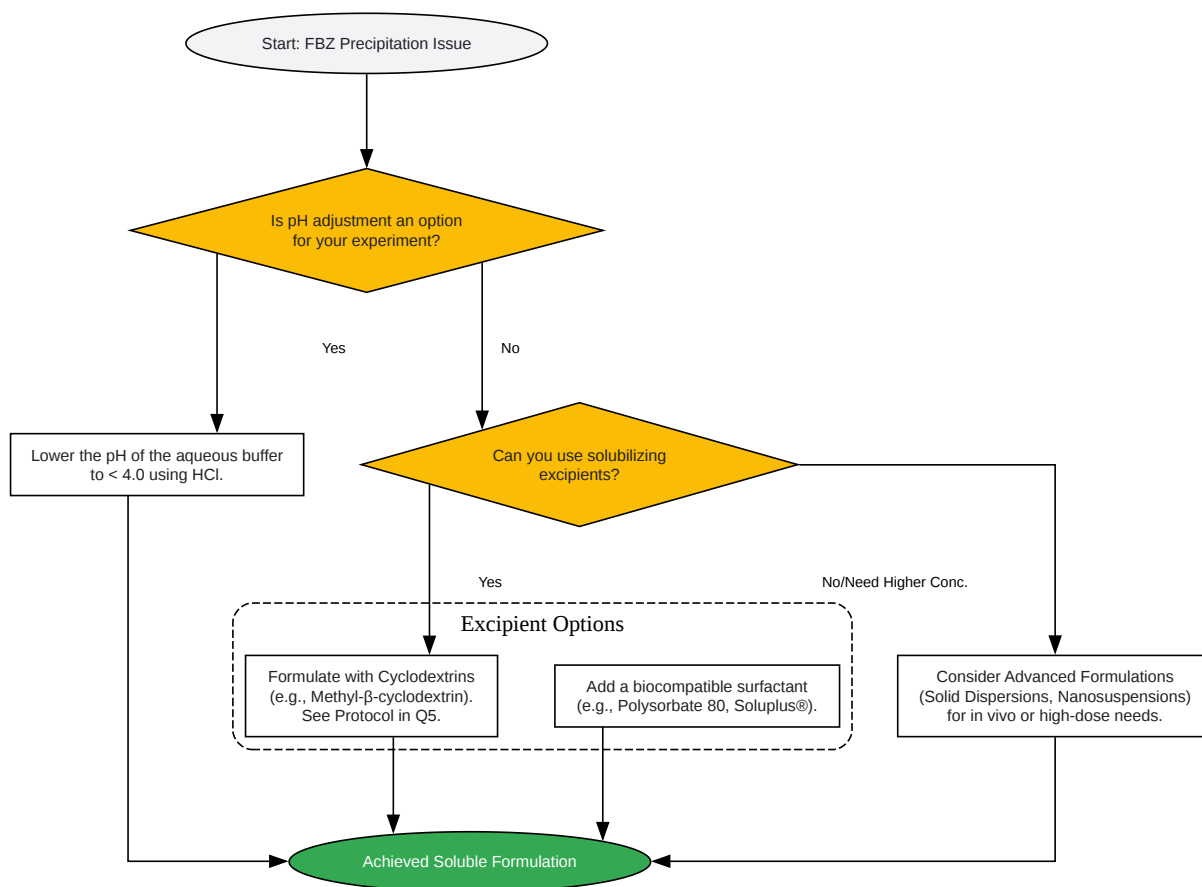 Start: FBZ Precipitation Issue
Is pH adjustment an option
for your experiment?
Yes
No
Lower the pH of the aqueous buffer
to < 4.0 using HCl.
Can you use solubilizing
excipients?
Yes
No/Need Higher Conc.
Excipient Options
Formulate with Cyclodextrins
(e.g., Methyl-β-cyclodextrin).
See Protocol in Q5.
Add a biocompatible surfactant
(e.g., Polysorbate 80, Soluplus®).
Consider Advanced Formulations
(Solid Dispersions, Nanosuspensions)
for in vivo or high-dose needs.
Achieved Soluble Formulation